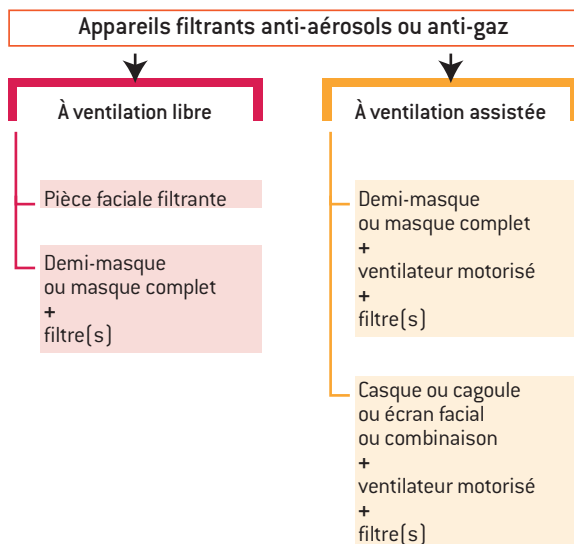 Appareils filtrants anti-aérosols ou anti-gaz
À ventilation libre
Pièce faciale filtrante
Demi-masque
ou masque complet
+
filtre(s)
À ventilation assistée
Demi-masque
ou masque complet
+
ventilateur motorisé
+
filtre(s)
Casque ou cagoule
ou écran facial
ou combinaison
+
ventilateur motorisé
+
filtre(s)